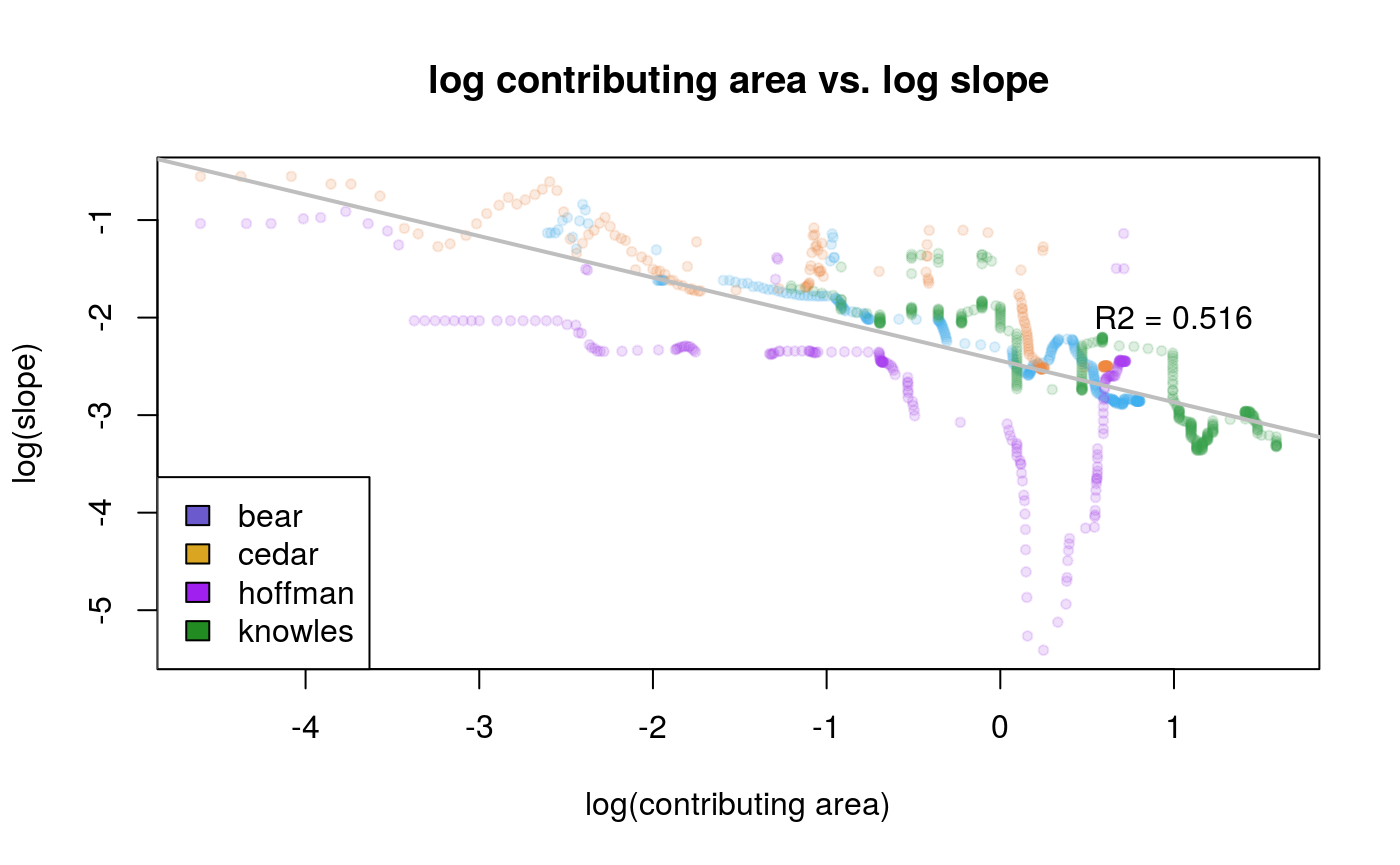 log contributing area vs. log slope
log(slope)
-1
-2
-3
-4
-5
R2 = 0.516
bear
cedar
hoffman
knowles
-4 -3 -2 -1 0 1
log(contributing area)